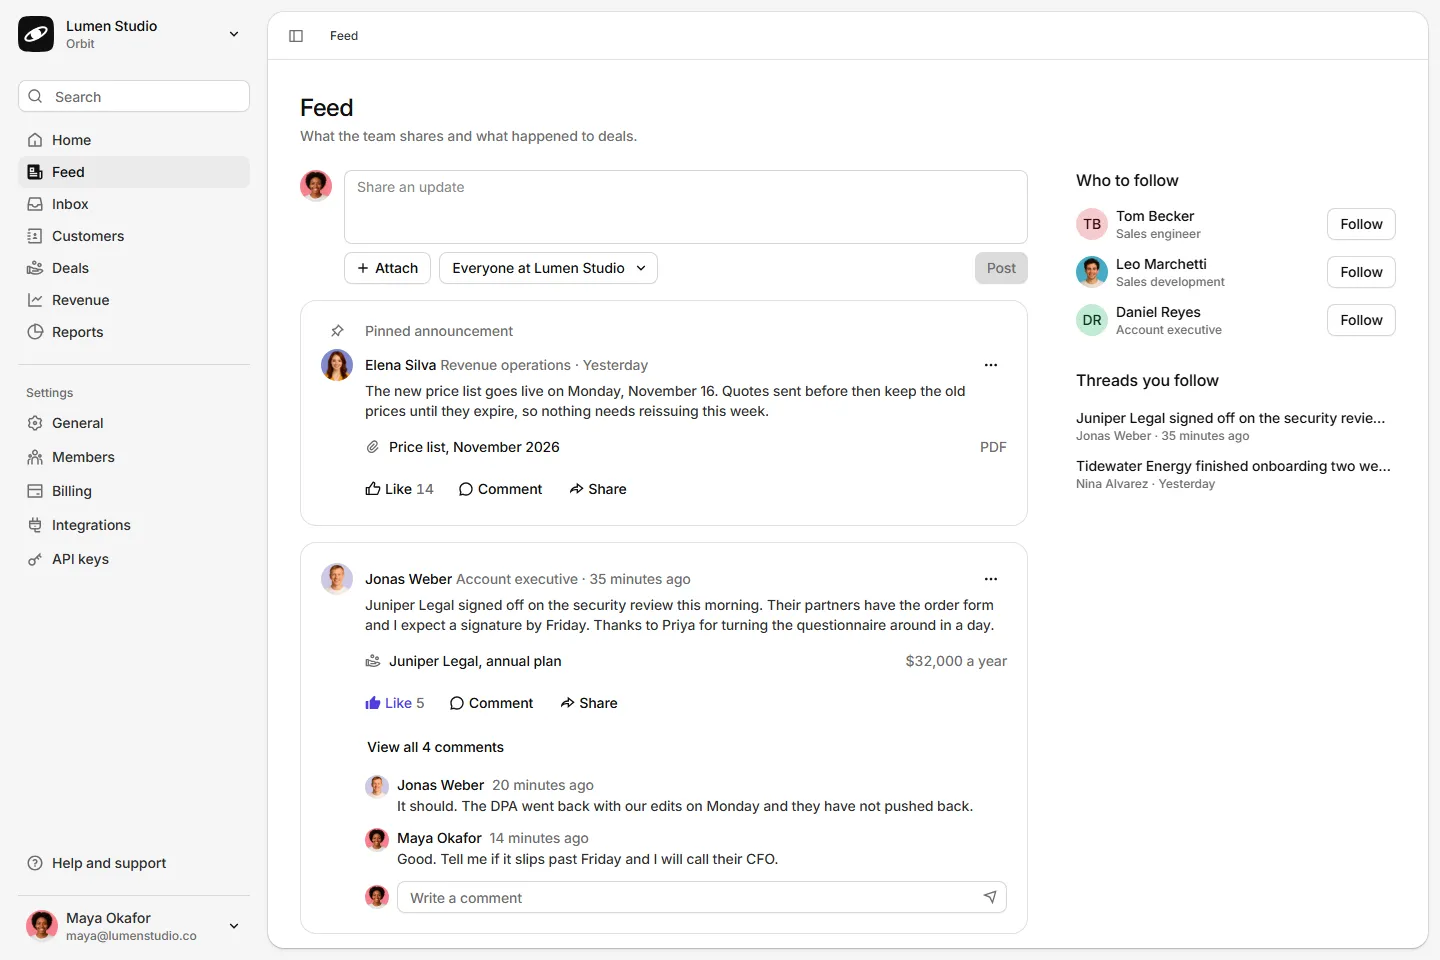 Lumen Studio
Orbit
Search
Home
Feed
Inbox
Customers
Deals
Revenue
Reports
Settings
General
Members
Billing
Integrations
API keys
Help and support
Maya Okafor
maya@lumenstudio.co
Feed
Feed
What the team shares and what happened to deals.
Share an update
Attach
Everyone at Lumen Studio
Post
Pinned announcement
Elena Silva Revenue operations · Yesterday
The new price list goes live on Monday, November 16. Quotes sent before then keep the old
prices until they expire, so nothing needs reissuing this week.
Price list, November 2026
PDF
Like 14
Comment
Share
Jonas Weber Account executive · 35 minutes ago
Juniper Legal signed off on the security review this morning. Their partners have the order form
and I expect a signature by Friday. Thanks to Priya for turning the questionnaire around in a day.
Juniper Legal, annual plan
$32,000 a year
Like 5
Comment
Share
View all 4 comments
Jonas Weber 20 minutes ago
It should. The DPA went back with our edits on Monday and they have not pushed back.
Maya Okafor 14 minutes ago
Good. Tell me if it slips past Friday and I will call their CFO.
Write a comment
Who to follow
TB
Tom Becker
Sales engineer
Follow
Leo Marchetti
Sales development
Follow
DR
Daniel Reyes
Account executive
Follow
Threads you follow
Juniper Legal signed off on the security revie...
Jonas Weber · 35 minutes ago
Tidewater Energy finished onboarding two we...
Nina Alvarez · Yesterday